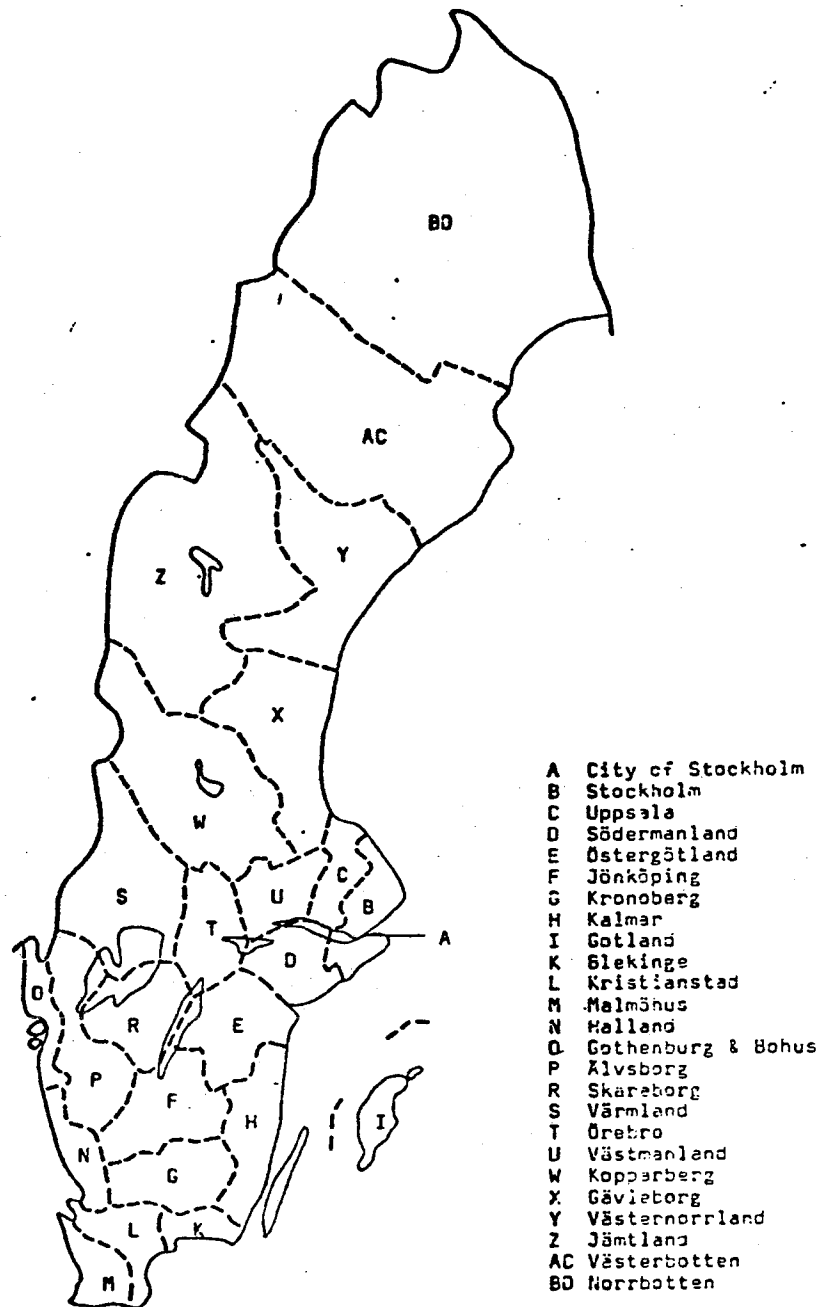 BD
AC
Y
Z
X
W
S
T
U
C
B
A
D
O
R
E
P
F
H
I
N
G
L
K
M
A City of Stockholm
B Stockholm
C Uppsala
D Södermanland
E Östergötland
F Jönköping
G Kronoberg
H Kalmar
I Gotland
K Blekinge
L Kristianstad
M Malmöhus
N Halland
O Gothenburg & Bohus
P Älvsborg
R Skaraborg
S Värmland
T Örebro
U Västmanland
W Kopparberg
X Gävleborg
Y Västernorrland
Z Jämtland
AC Västerbotten
BD Norrbotten